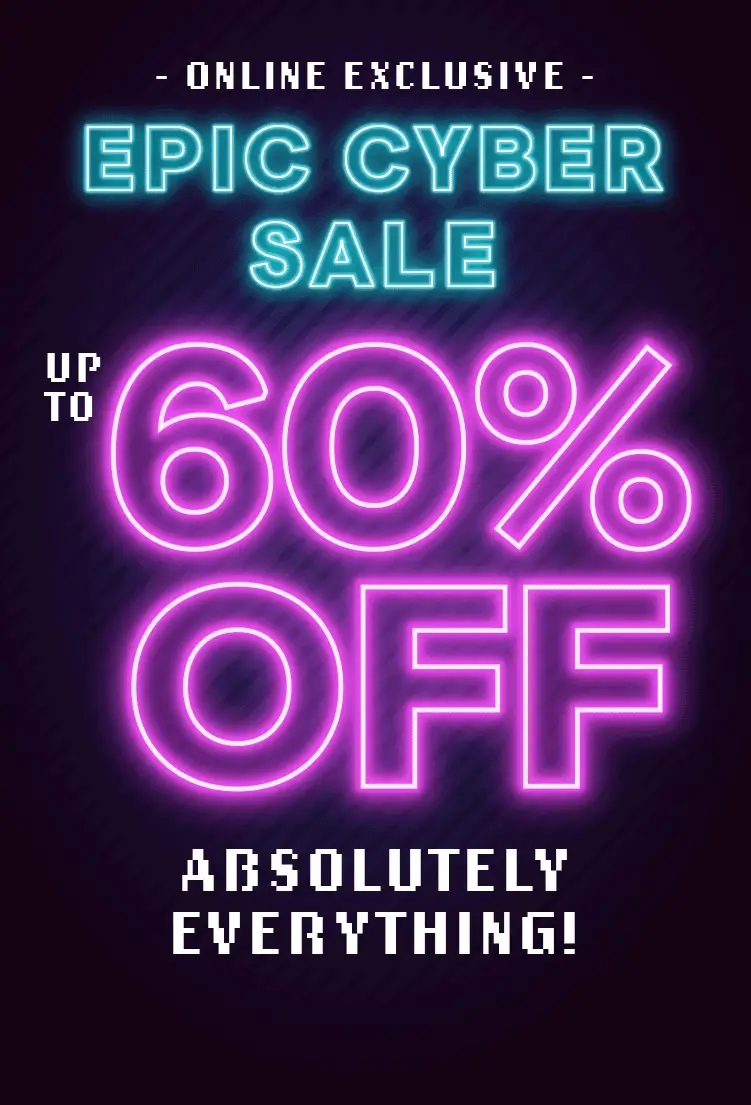 - ONLINE EXCLUSIVE -
EPIC CYBER
SALE
UP
TO
60%
OFF
ABSOLUTELY
EVERYTHING!